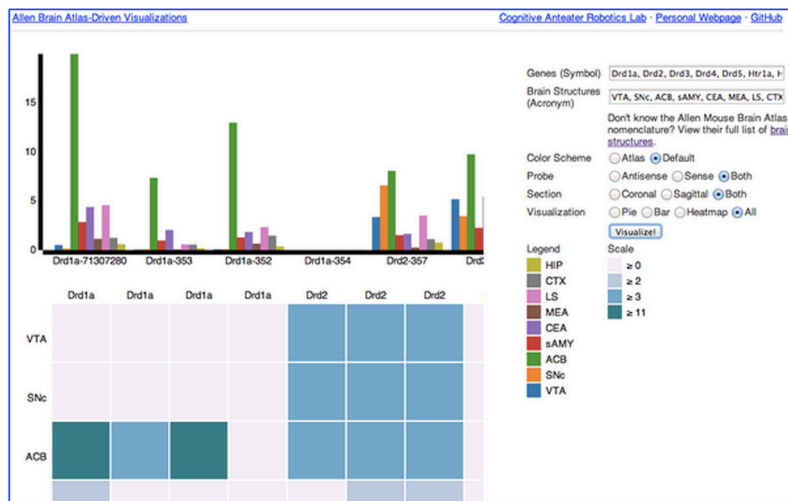 Allen Brain Atlas-Driven Visualizations
Cognitive Anteater Robotics Lab · Personal Webpage · GitHub
15
10
5
0
Drd1a-71307280 Drd1a-353 Drd1a-352 Drd1a-354 Drd2-357 Drd2
Drd1a Drd1a Drd1a Drd1a Drd2 Drd2 Drd2
VTA
SNc
ACB
Genes (Symbol) Drd1a, Drd2, Drd3, Drd4, Drd5, Htr1a, H
Brain Structures
(Acronym)
VTA, SNc, ACB, sAMY, CEA, MEA, LS, CTX
Don't know the Allen Mouse Brain Atlas
nomenclature? View their full list of brain
structures.
Color Scheme Atlas Default
Probe Antisense Sense Both
Section Coronal Sagittal Both
Visualization Pie Bar Heatmap All
Visualize!
Legend
HIP
CTX
LS
MEA
CEA
sAMY
ACB
SNc
VTA
Scale
≥ 0
≥ 2
≥ 3
≥ 11